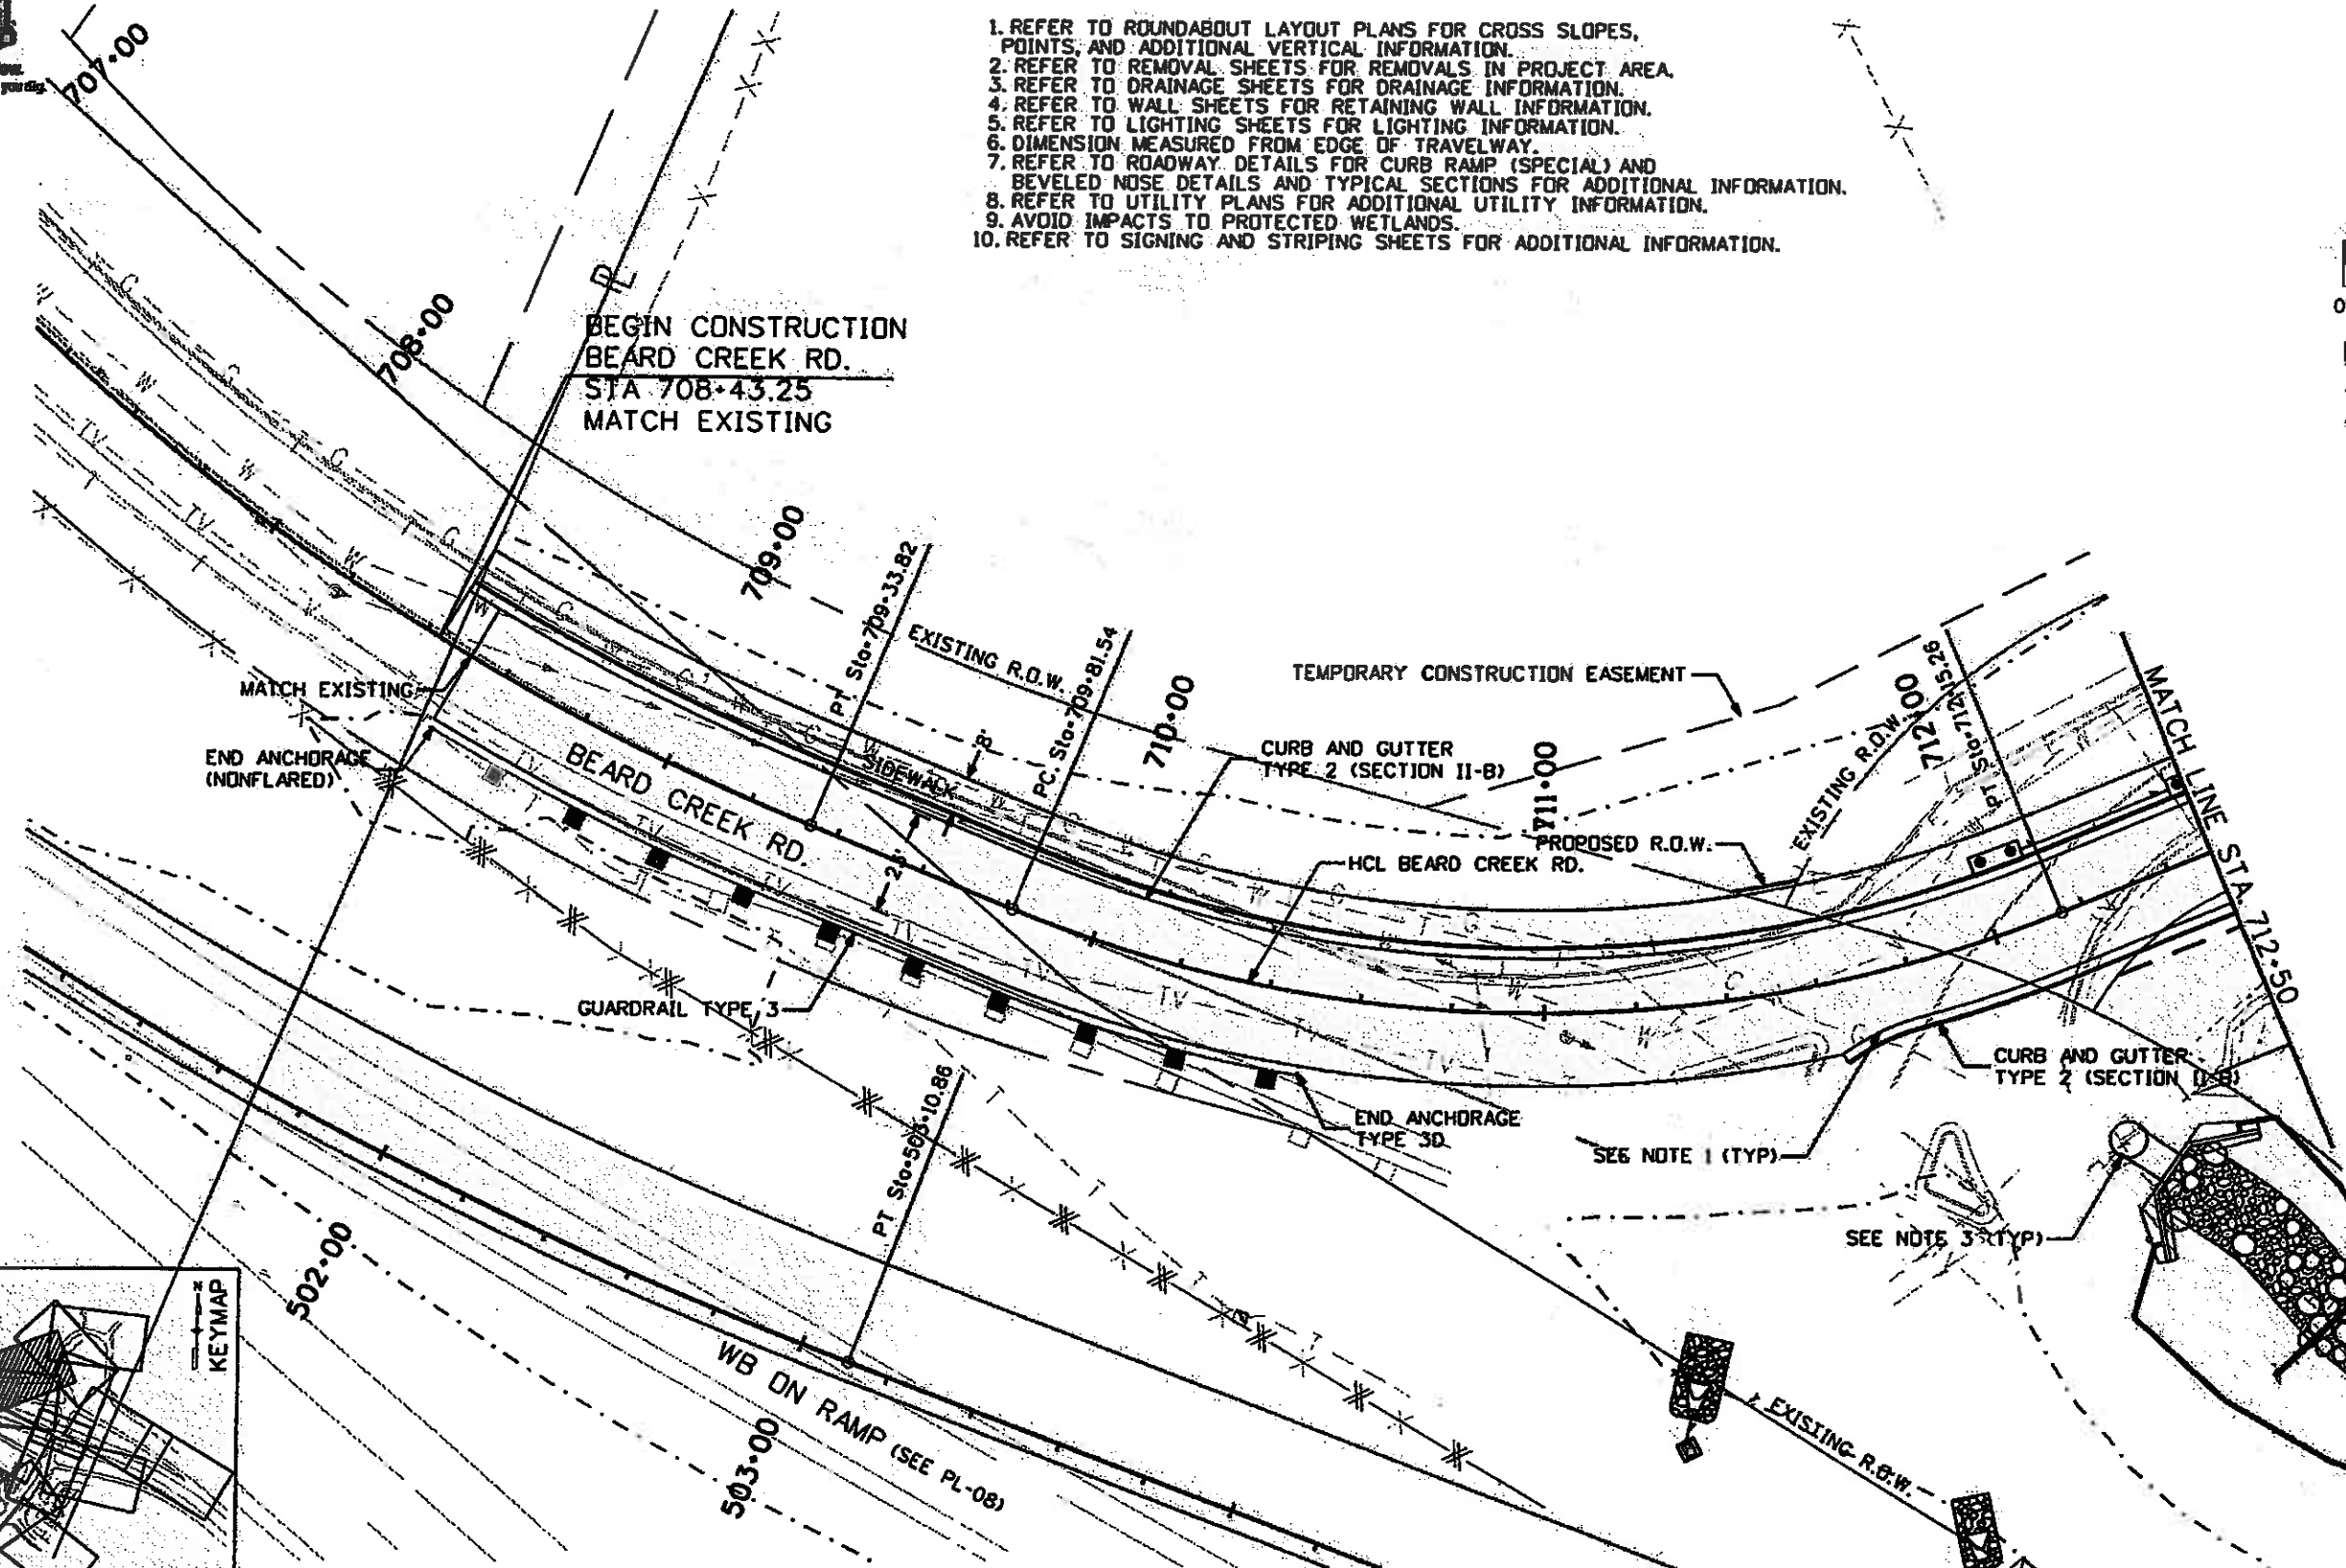 1. REFER TO ROUNDABOUT LAYOUT PLANS FOR CROSS SLOPES,
POINTS, AND ADDITIONAL VERTICAL INFORMATION.
2. REFER TO REMOVAL SHEETS FOR REMOVALS IN PROJECT AREA.
3. REFER TO DRAINAGE SHEETS FOR DRAINAGE INFORMATION.
4. REFER TO WALL SHEETS FOR RETAINING WALL INFORMATION.
5. REFER TO LIGHTING SHEETS FOR LIGHTING INFORMATION.
6. DIMENSION MEASURED FROM EDGE OF TRAVELWAY.
7. REFER TO ROADWAY DETAILS FOR CURB RAMP (SPECIAL) AND
BEVELED NOSE DETAILS AND TYPICAL SECTIONS FOR ADDITIONAL INFORMATION.
8. REFER TO UTILITY PLANS FOR ADDITIONAL UTILITY INFORMATION.
9. AVOID IMPACTS TO PROTECTED WETLANDS.
10. REFER TO SIGNING AND STRIPING SHEETS FOR ADDITIONAL INFORMATION.
707+00
708+00
BEGIN CONSTRUCTION
BEARD CREEK RD.
STA 708+43.25
MATCH EXISTING
709+00
PT Sta=709+33.82
EXISTING R.O.W.
PC Sta=709+81.54
710+00
TEMPORARY CONSTRUCTION EASEMENT
712+00
PT Sta=712+15.26
MATCH LINE STA. 712+50
MATCH EXISTING
END ANCHORAGE
(NONFLARED)
BEARD CREEK RD.
SIDEWALK
8'
CURB AND GUTTER
TYPE 2 (SECTION II-B)
711+00
EXISTING R.O.W.
PROPOSED R.O.W.
HCL BEARD CREEK RD.
GUARDRAIL TYPE 3
END ANCHORAGE
TYPE 3D
CURB AND GUTTER
TYPE 2 (SECTION II-B)
SEE NOTE 1 (TYP)
SEE NOTE 3 (TYP)
PT Sta=503+10.86
502+00
KEYMAP
WB ON RAMP (SEE PL-08)
503+00
EXISTING R.O.W.